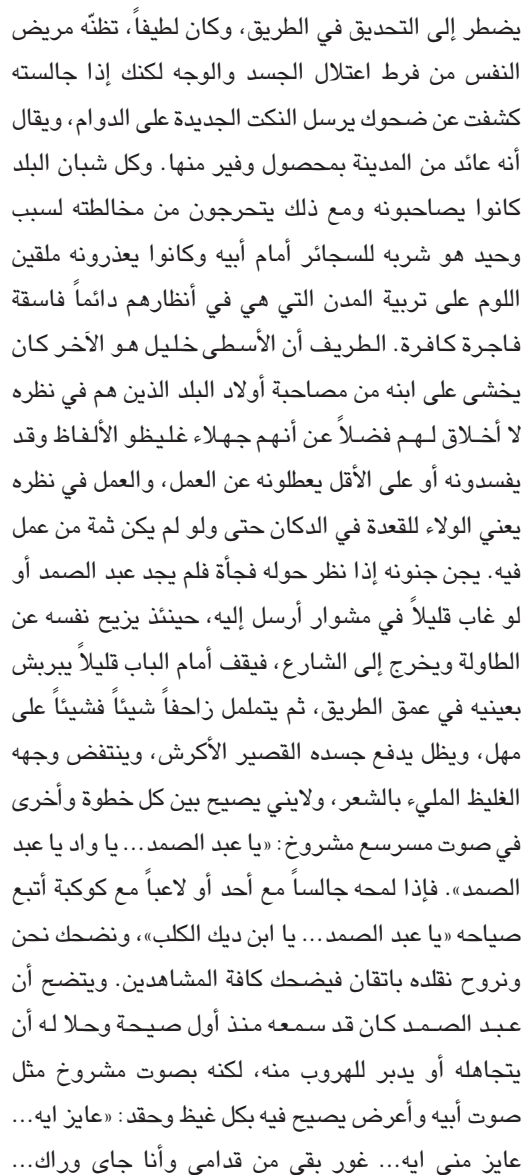 يضطر إلى التحديق في الطريق، وكان لطيفاً، تظنّه مريض
النفس من فرط اعتلال الجسد والوجه لكنك إذا جالسته
كشفت عن ضحوك يرسل النكت الجديدة على الدوام، ويقال
أنه عائد من المدينة بمحصول وفير منها. وكل شبان البلد
كانوا يصاحبونه ومع ذلك يتحرجون من مخالطته لسبب
وحيد هو شربه للسجائر أمام أبيه وكانوا يعذرونه ملقين
اللوم على تربية المدن التي هي في أنظارهم دائماً فاسقة
فاجرة كافرة. الطريف أن الأسطى خليل هو الآخر كان
يخشى على ابنه من مصاحبة أولاد البلد الذين هم في نظره
لا أخلاق لهم فضلاً عن أنهم جهلاء غليظو الألفاظ وقد
يفسدونه أو على الأقل يعطلونه عن العمل، والعمل في نظره
يعني الولاء للقعدة في الدكان حتى ولو لم يكن ثمة من عمل
فيه. يجن جنونه إذا نظر حوله فجأة فلم يجد عبد الصمد أو
لو غاب قليلاً في مشوار أرسل إليه، حينئذ يزيح نفسه عن
الطاولة ويخرج إلى الشارع، فيقف أمام الباب قليلاً يبربش
بعينيه في عمق الطريق، ثم يتململ زاحفاً شيئاً فشيئاً على
مهل، ويظل يدفع جسده القصير الأكرش، وينتفض وجهه
الغليظ المليء بالشعر، ولايني يصيح بين كل خطوة وأخرى
في صوت مسرسع مشروخ: «يا عبد الصمد... يا واد يا عبد
الصمد». فإذا لمحه جالساً مع أحد أو لاعباً مع كوكبة أتبع
صياحه «يا عبد الصمد... يا ابن ديك الكلب»، ونضحك نحن
ونروح نقلده باتقان فيضحك كافة المشاهدين. ويتضح أن
عبد الصمد كان قد سمعه منذ أول صيحة وحلا له أن
يتجاهله أو يدبر للهروب منه، لكنه بصوت مشروخ مثل
صوت أبيه وأعرض يصيح فيه بكل غيظ وحقد: «عايز ايه...
عايز مني ايه... غور بقي من قدامي وأنا جاي وراك...